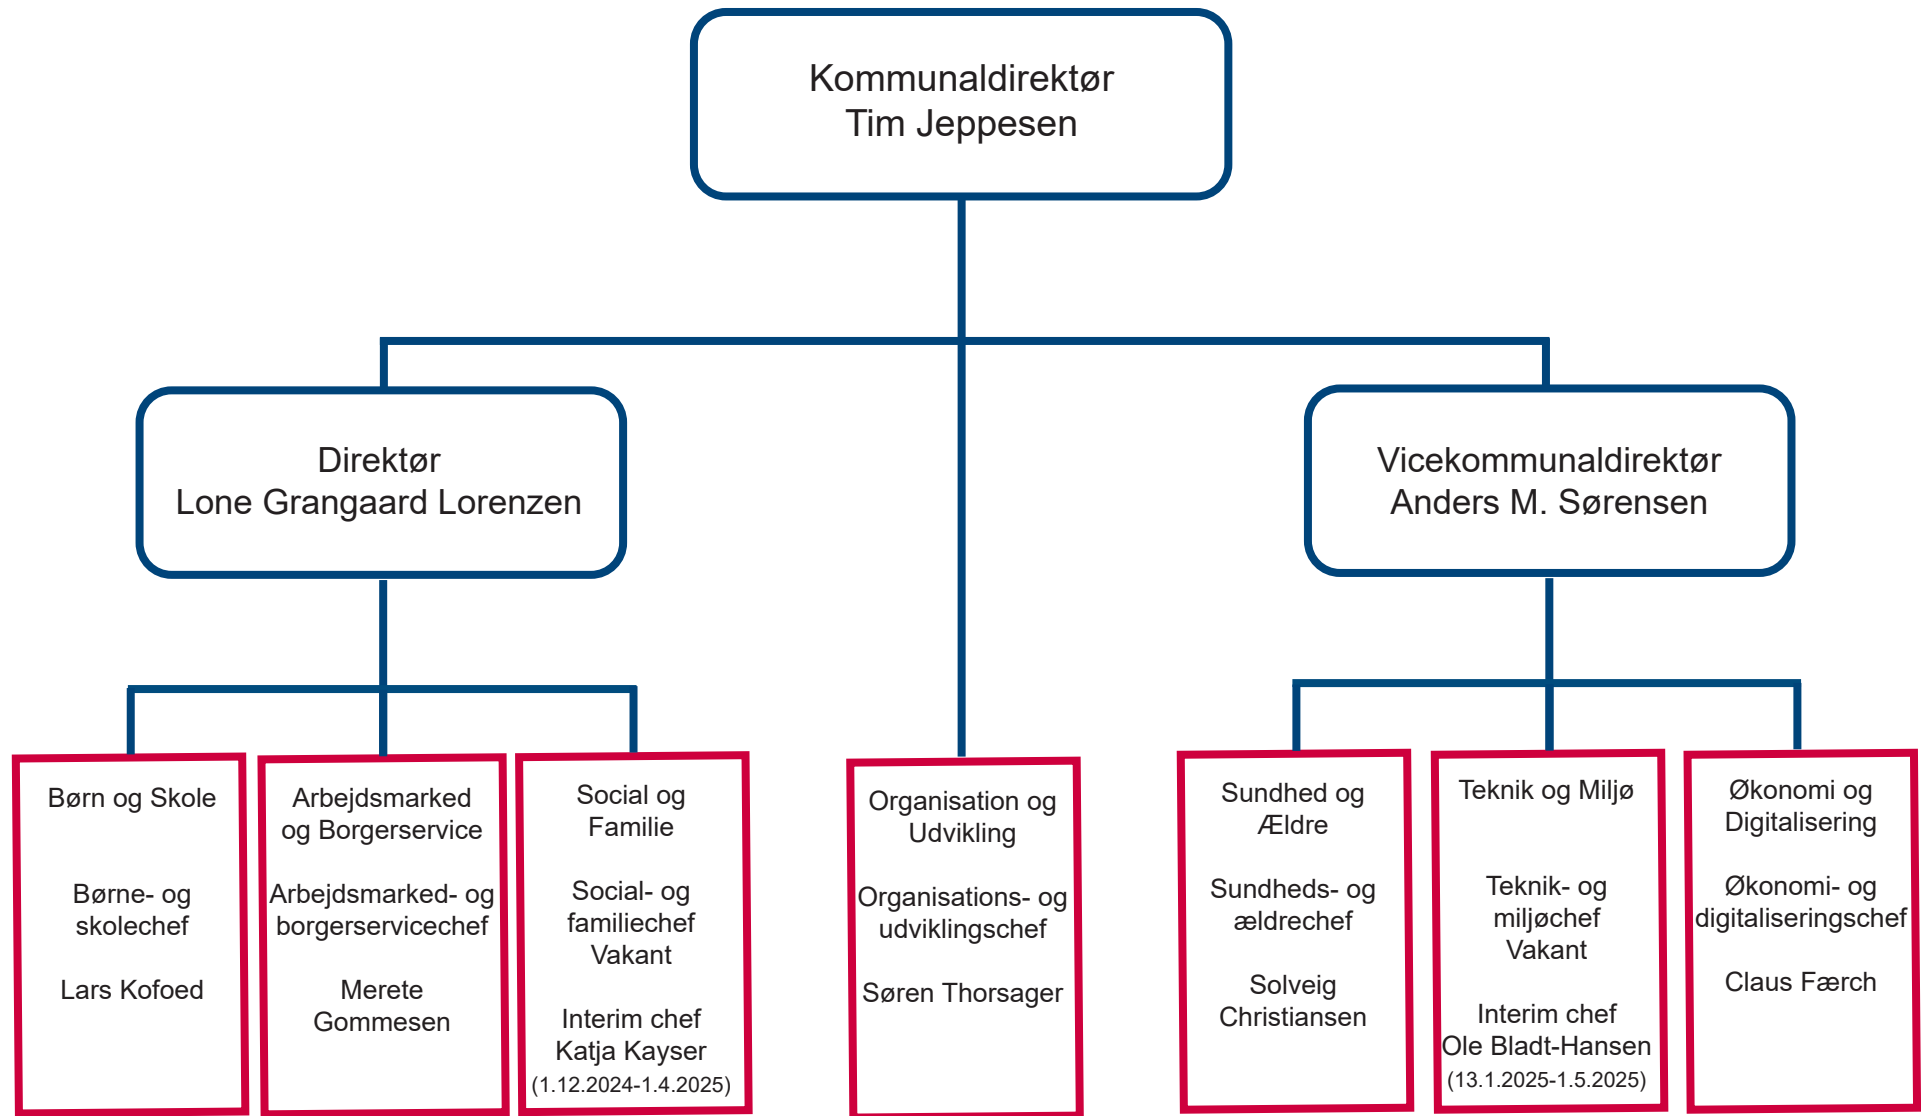 Kommunaldirektør
Tim Jeppesen
Direktør
Lone Grangaard Lorenzen
Vicekommunaldirektør
Anders M. Sørensen
Børn og Skole
Børne- og
skolechef
Lars Kofoed
Arbejdsmarked
og Borgerservice
Arbejdsmarked- og
borgerservicechef
Merete
Gommesen
Social og
Familie
Social- og
familiechef
Vakant
Interim chef
Katja Kayser
(1.12.2024-1.4.2025)
Organisation og
Udvikling
Organisations- og
udviklingschef
Søren Thorsager
Sundhed og
Ældre
Sundheds- og
ældrechef
Solveig
Christiansen
Teknik og Miljø
Teknik- og
miljøchef
Vakant
Interim chef
Ole Bladt-Hansen
(13.1.2025-1.5.2025)
Økonomi og
Digitalisering
Økonomi- og
digitaliseringschef
Claus Færch